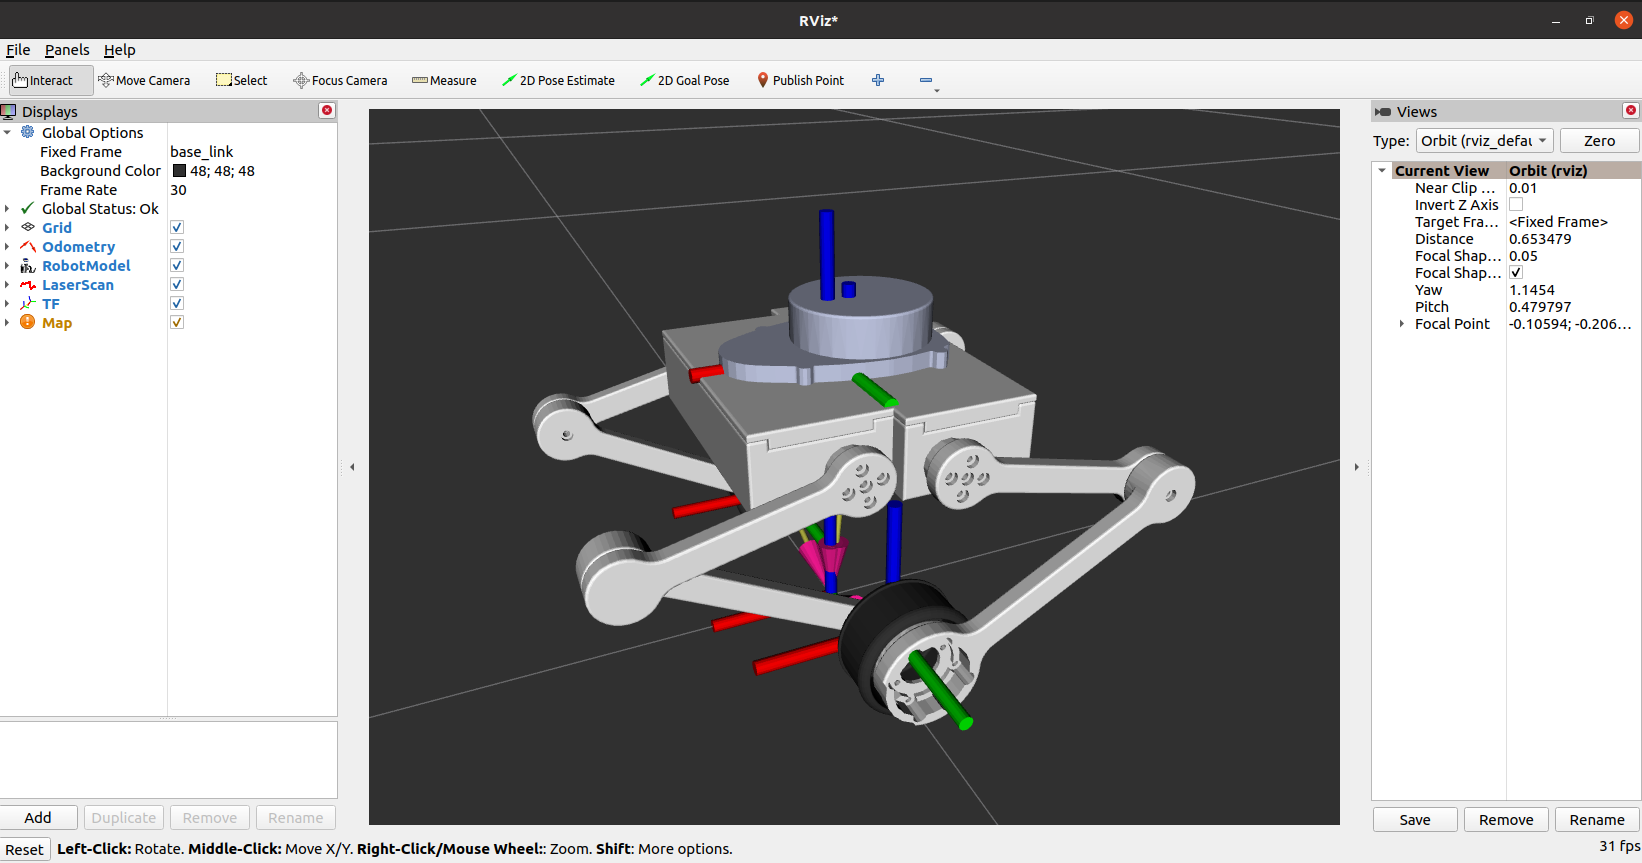 RViz*
File Panels Help
Interact Move Camera Select Focus Camera Measure 2D Pose Estimate 2D Goal Pose Publish Point
Displays
Global Options
Fixed Frame base_link
Background Color 48; 48; 48
Frame Rate 30
Global Status: Ok
Grid
Odometry
RobotModel
LaserScan
TF
Map
Add Duplicate Remove Rename
Views
Type: Orbit (rviz_defau Zero
Current View Orbit (rviz)
Near Clip ... 0.01
Invert Z Axis
Target Fra... <Fixed Frame>
Distance 0.653479
Focal Shap... 0.05
Focal Shap...
Yaw 1.1454
Pitch 0.479797
Focal Point -0.10594; -0.206...
Save Remove Rename
Reset Left-Click: Rotate. Middle-Click: Move X/Y. Right-Click/Mouse Wheel:: Zoom. Shift: More options. 31 fps